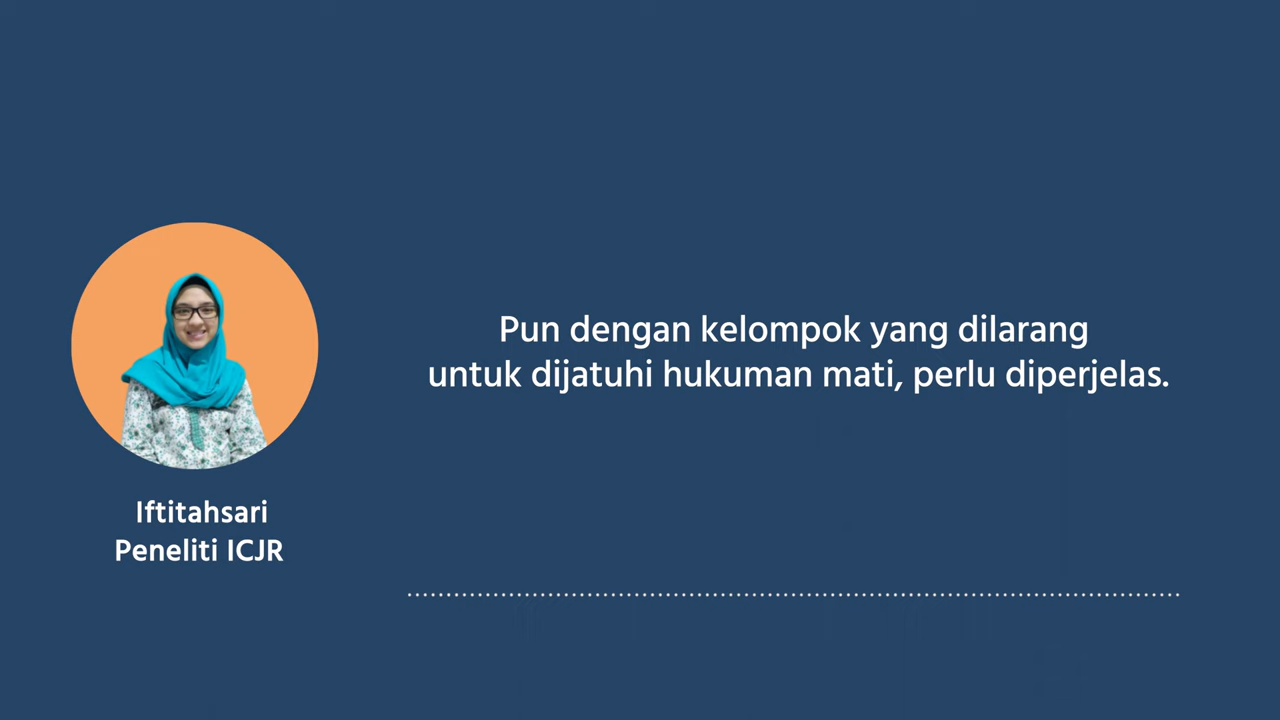 Pun dengan kelompok yang dilarang
untuk dijatuhi hukuman mati, perlu diperjelas.
Iftitahsari
Peneliti ICJR